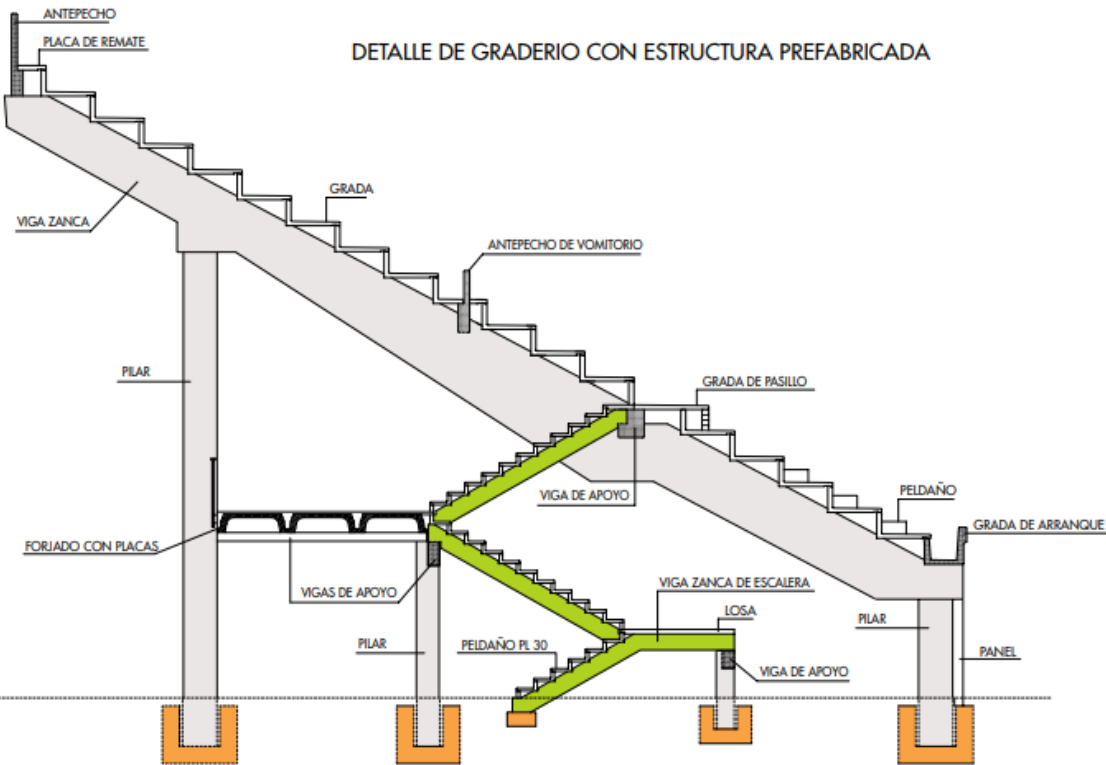 ANTEPECHO
PLACA DE REMATE
DETALLE DE GRADERIO CON ESTRUCTURA PREFABRICADA
GRADA
VIGA ZANCA
ANTEPECHO DE VOMITORIO
PILAR
GRADA DE PASILLO
VIGA DE APOYO
PELDAÑO
GRADA DE ARRANQUE
FORJADO CON PLACAS
VIGAS DE APOYO
VIGA ZANCA DE ESCALERA
LOSA
PILAR
PELDAÑO PL 30
PILAR
PANEL
VIGA DE APOYO